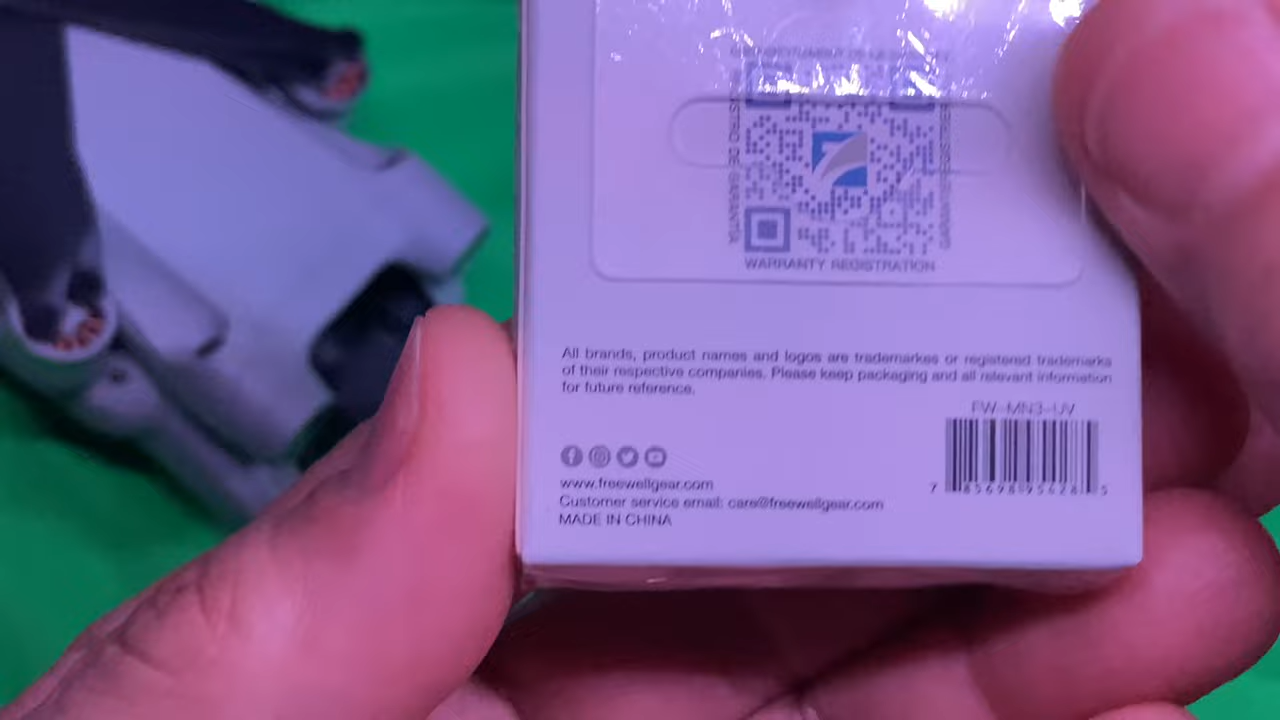 WARRANTY REGISTRATION
All brands, product names and logos are trademarkes or registered trademarks
of their respective companies. Please keep packaging and all relevant information
for future reference.
FW-MN3-UV
www.freewellgear.com
Customer service email: care@freewellgear.com
MADE IN CHINA